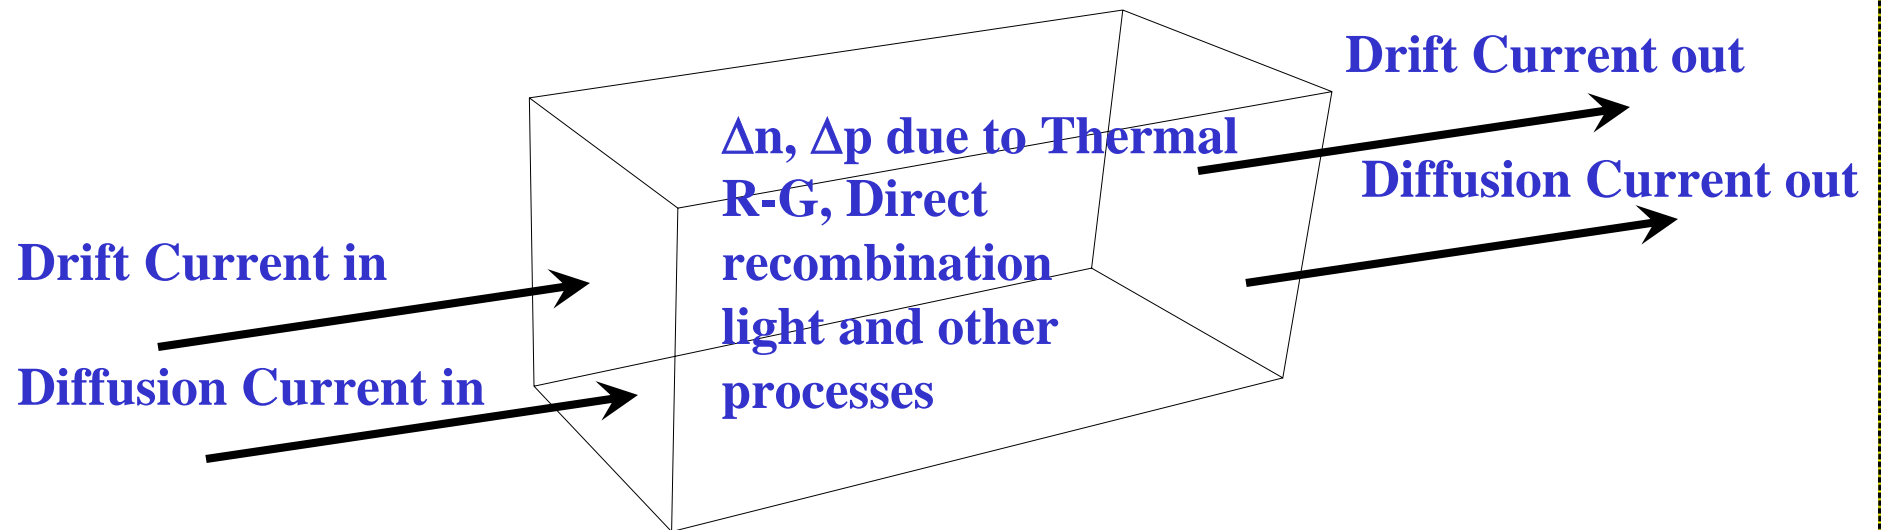 Drift Current out
Δn, Δp due to Thermal
R-G, Direct
recombination
light and other
processes
Diffusion Current out
Drift Current in
Diffusion Current in